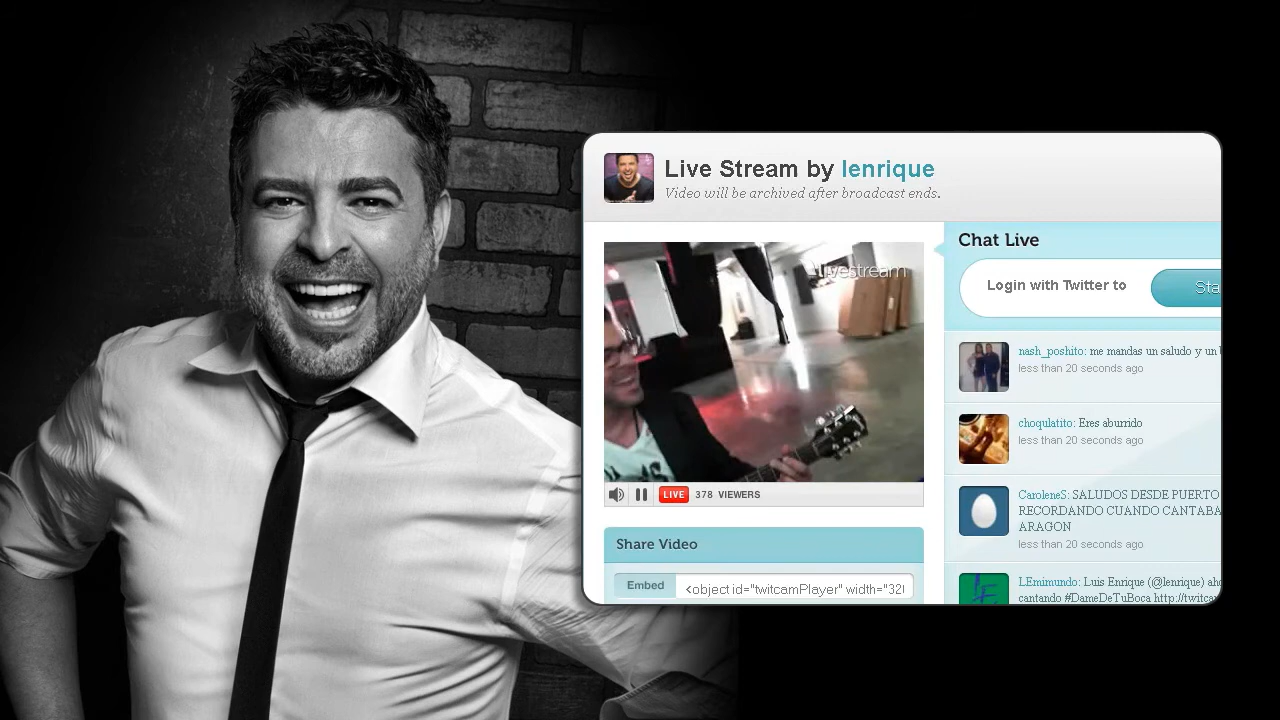 Live Stream by lenrique
Video will be archived after broadcast ends.
livestream
LIVE 378 VIEWERS
Share Video
Embed <object id="twitcamPlayer" width="32
Chat Live
Login with Twitter to Sta
nash_poshito: me mandas un saludo y un
less than 20 seconds ago
choqulatito: Eres aburrido
less than 20 seconds ago
CaroleneS: SALUDOS DESDE PUERTO
RECORDANDO CUANDO CANTABA
ARAGON
less than 20 seconds ago
LEmimundo: Luis Enrique (@lenrique) aho
cantando #DameDeTuBoca http://twitca
LE